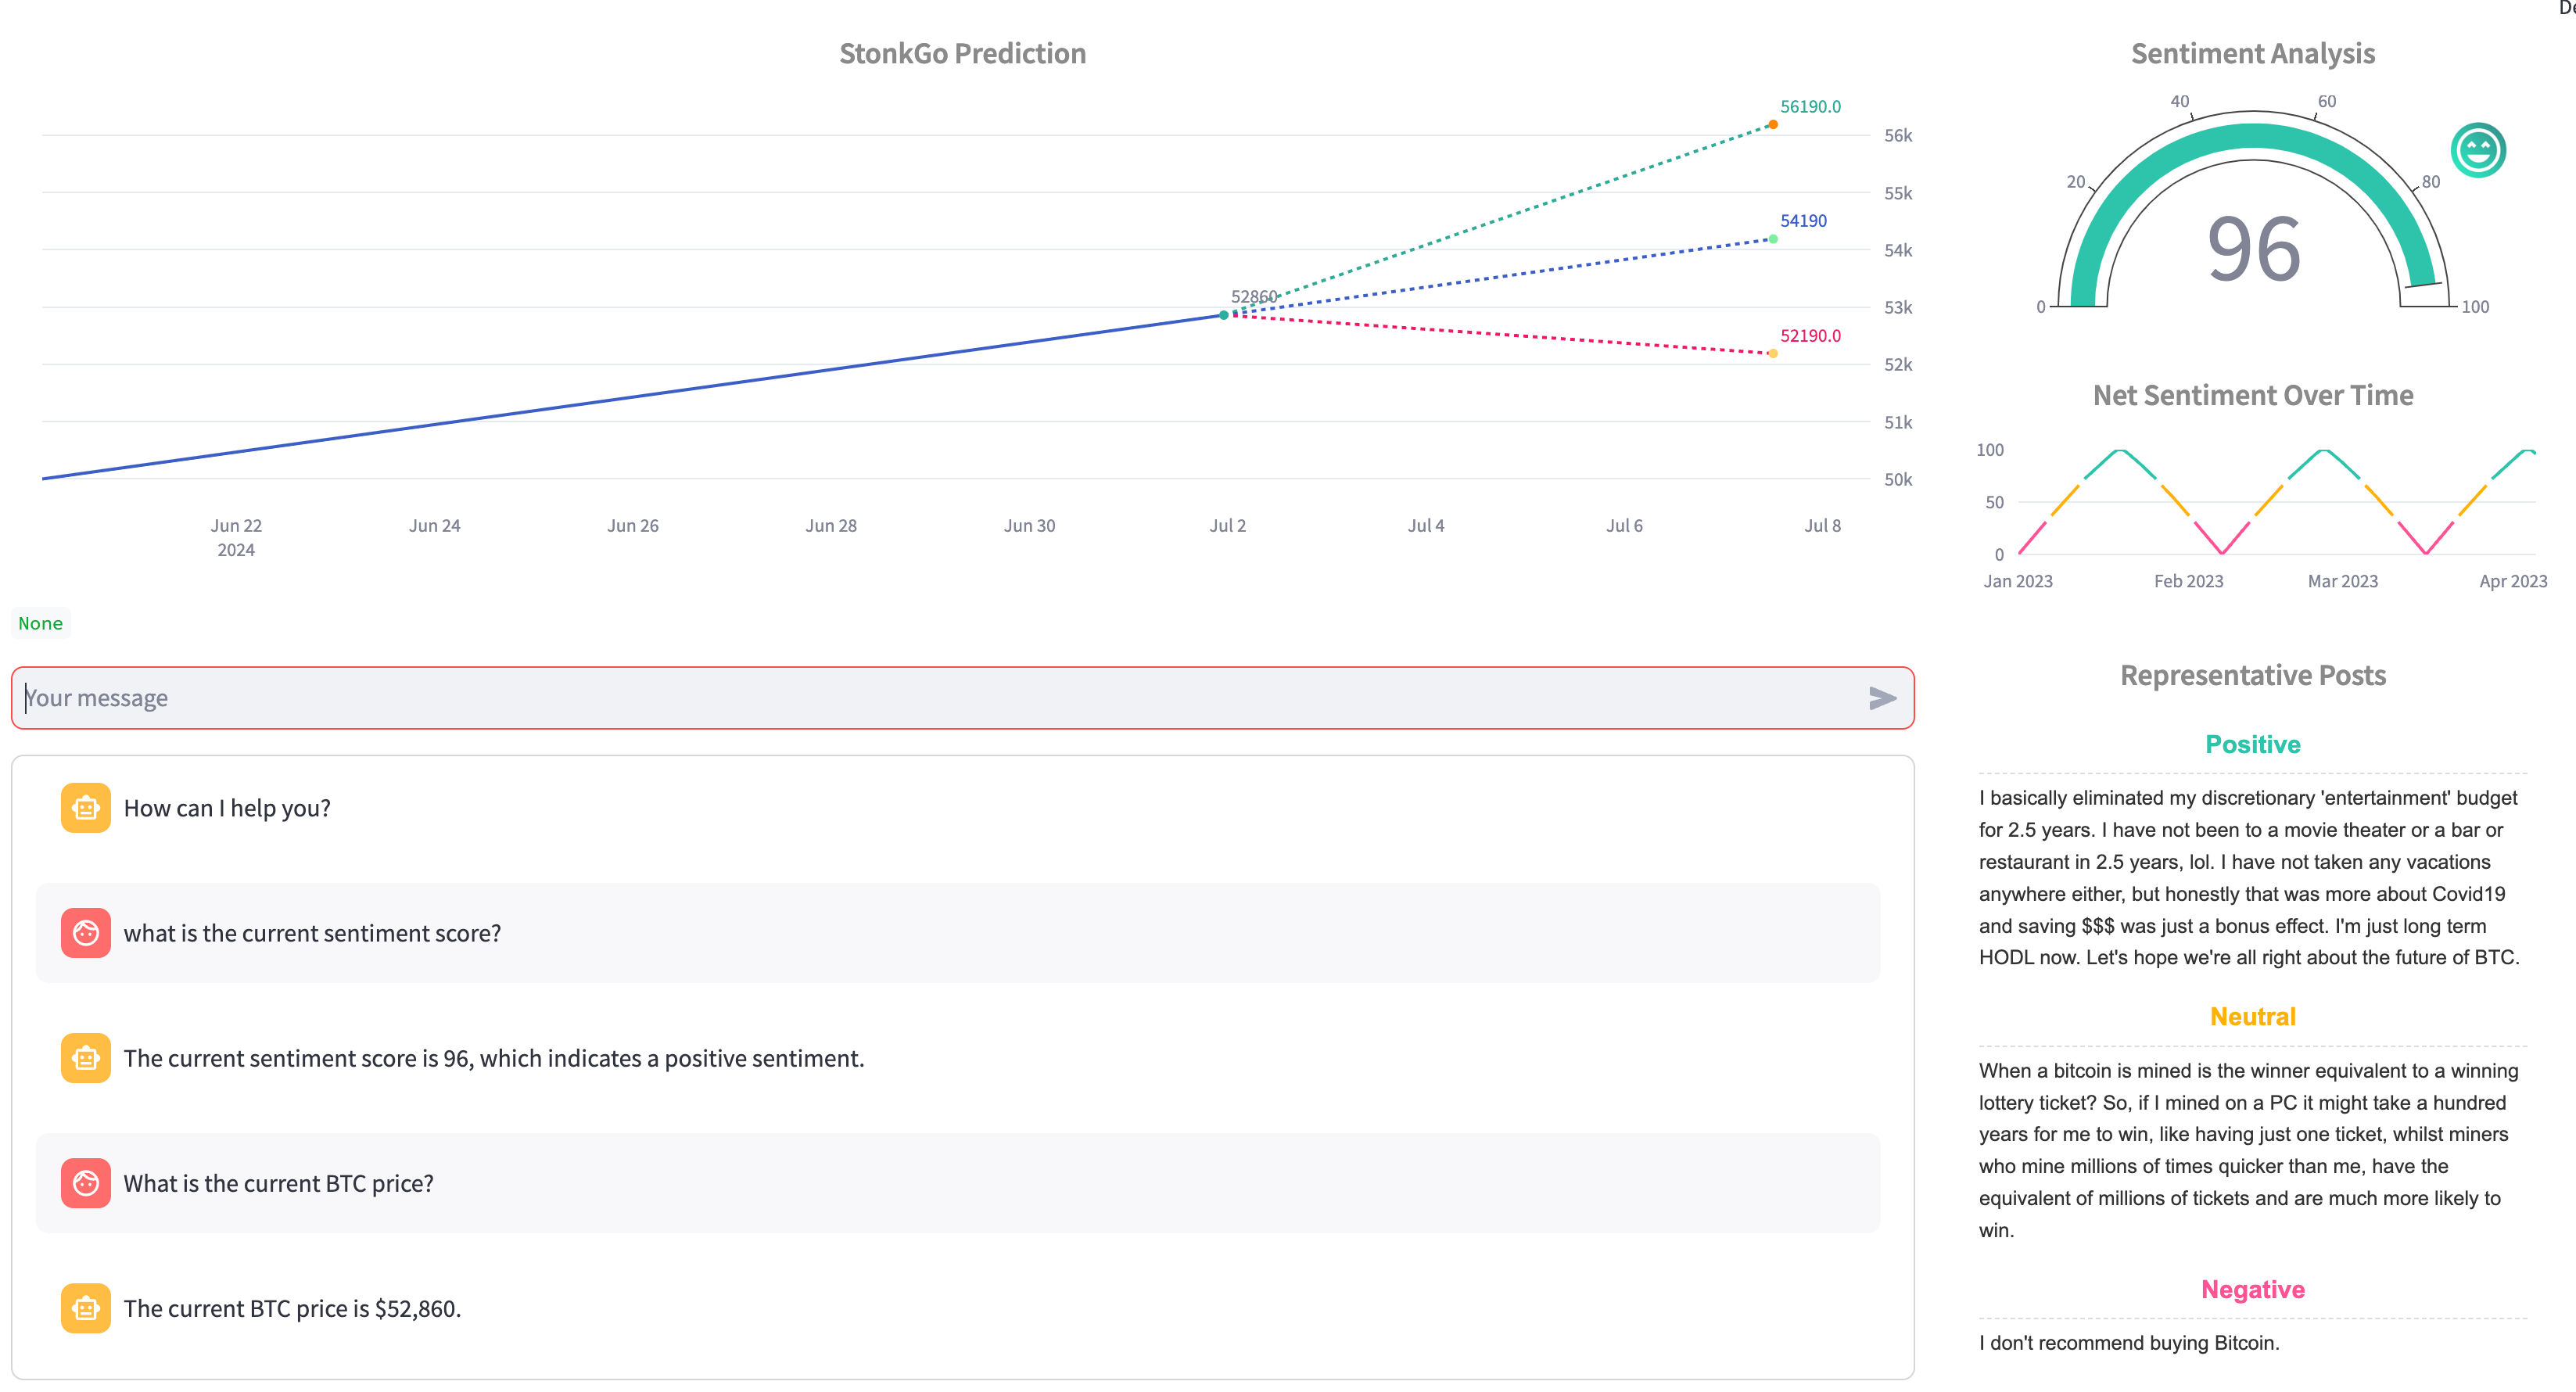 De
StonkGo Prediction
56190.0
56k
55k
54190
54k
52860
53k
52190.0
52k
51k
50k
Jun 22
2024
Jun 24
Jun 26
Jun 28
Jun 30
Jul 2
Jul 4
Jul 6
Jul 8
None
Your message
How can I help you?
what is the current sentiment score?
The current sentiment score is 96, which indicates a positive sentiment.
What is the current BTC price?
The current BTC price is $52,860.
Sentiment Analysis
40
60
20
80
96
0
100
Net Sentiment Over Time
100
50
0
Jan 2023
Feb 2023
Mar 2023
Apr 2023
Representative Posts
Positive
I basically eliminated my discretionary 'entertainment' budget
for 2.5 years. I have not been to a movie theater or a bar or
restaurant in 2.5 years, lol. I have not taken any vacations
anywhere either, but honestly that was more about Covid19
and saving $$$ was just a bonus effect. I'm just long term
HODL now. Let's hope we're all right about the future of BTC.
Neutral
When a bitcoin is mined is the winner equivalent to a winning
lottery ticket? So, if I mined on a PC it might take a hundred
years for me to win, like having just one ticket, whilst miners
who mine millions of times quicker than me, have the
equivalent of millions of tickets and are much more likely to
win.
Negative
I don't recommend buying Bitcoin.